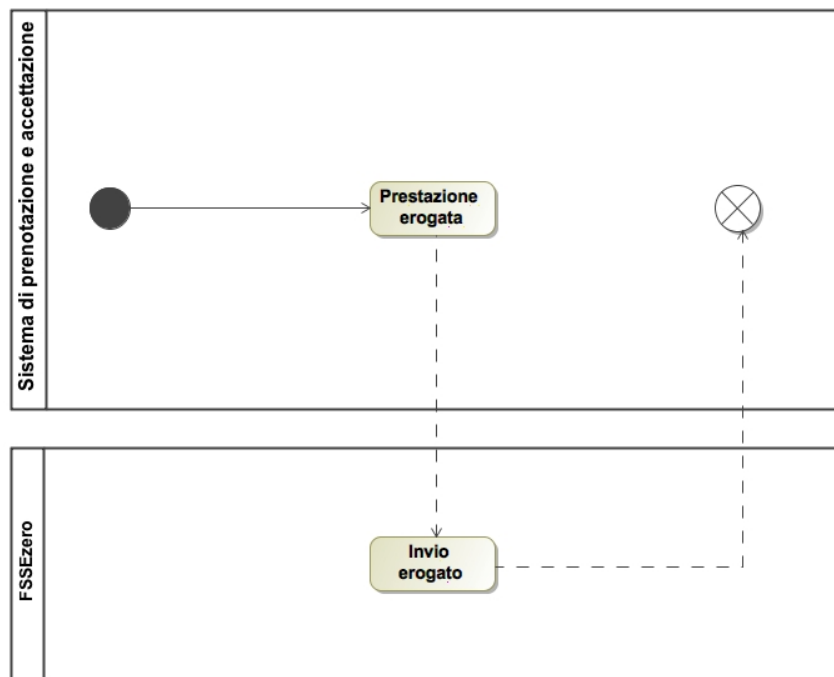 Sistema di prenotazione e accettazione
Prestazione
erogata
FSSEzero
Invio
erogato